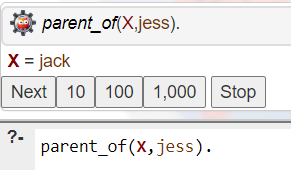 parent_of(X,jess).
X = jack
Next 10 100 1,000 Stop
?- parent_of(X,jess).